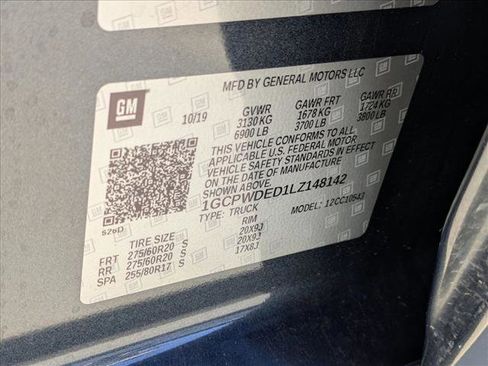 MFD BY GENERAL MOTORS LLC
GM
10/19 GVWR GAWR FRT GAWR RR
3130 KG 1678 KG 1724 KG
6900 LB 3700 LB 3800 LB
THIS VEHICLE CONFORMS TO ALL
APPLICABLE U.S. FEDERAL MOTOR
VEHICLE SAFETY STANDARDS IN
EFFECT ON THE DATE OF
MANUFACTURE SHOWN ABOVE.
1GCPWDED1LZ148142
TYPE: TRUCK MODEL: 12CC10543
TIRE SIZE RIM
FRT 275/60R20 S 20X9J
RR 275/60R20 S 20X9J
SPA 255/80R17 S 17X8J